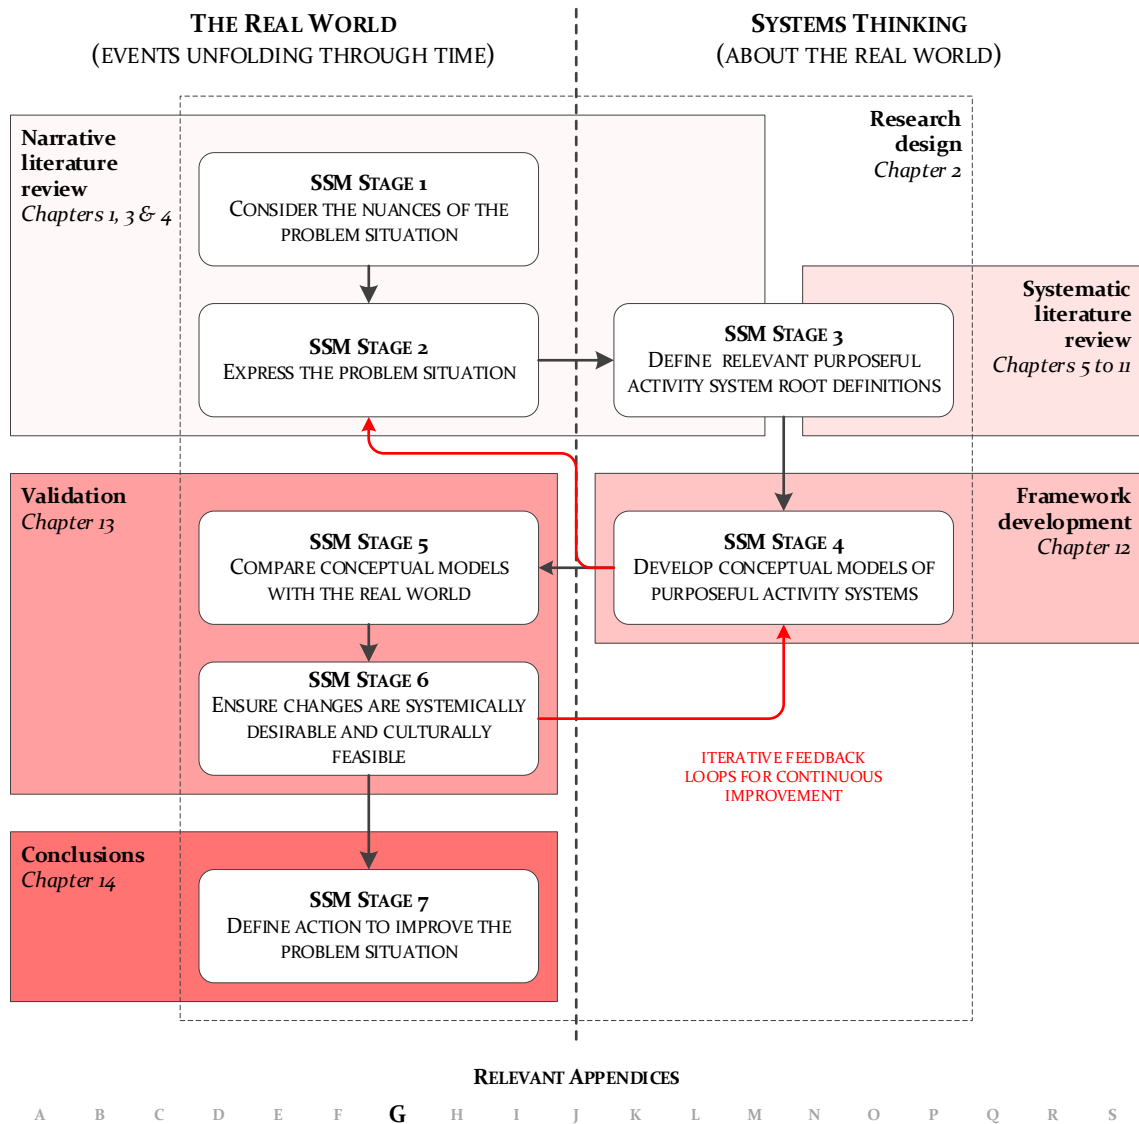 THE REAL WORLD
(EVENTS UNFOLDING THROUGH TIME)
SYSTEMS THINKING
(ABOUT THE REAL WORLD)
Narrative
literature
review
Chapters 1, 3 & 4
Research
design
Chapter 2
SSM STAGE 1
CONSIDER THE NUANCES OF THE
PROBLEM SITUATION
SSM STAGE 2
EXPRESS THE PROBLEM SITUATION
SSM STAGE 3
DEFINE RELEVANT PURPOSEFUL
ACTIVITY SYSTEM ROOT DEFINITIONS
Systematic
literature
review
Chapters 5 to 11
Validation
Chapter 13
SSM STAGE 5
COMPARE CONCEPTUAL MODELS
WITH THE REAL WORLD
SSM STAGE 4
DEVELOP CONCEPTUAL MODELS OF
PURPOSEFUL ACTIVITY SYSTEMS
Framework
development
Chapter 12
SSM STAGE 6
ENSURE CHANGES ARE SYSTEMICALLY
DESIRABLE AND CULTURALLY
FEASIBLE
ITERATIVE FEEDBACK
LOOPS FOR CONTINUOUS
IMPROVEMENT
Conclusions
Chapter 14
SSM STAGE 7
DEFINE ACTION TO IMPROVE THE
PROBLEM SITUATION
RELEVANT APPENDICES
A B C D E F G H I J K L M N O P Q R S